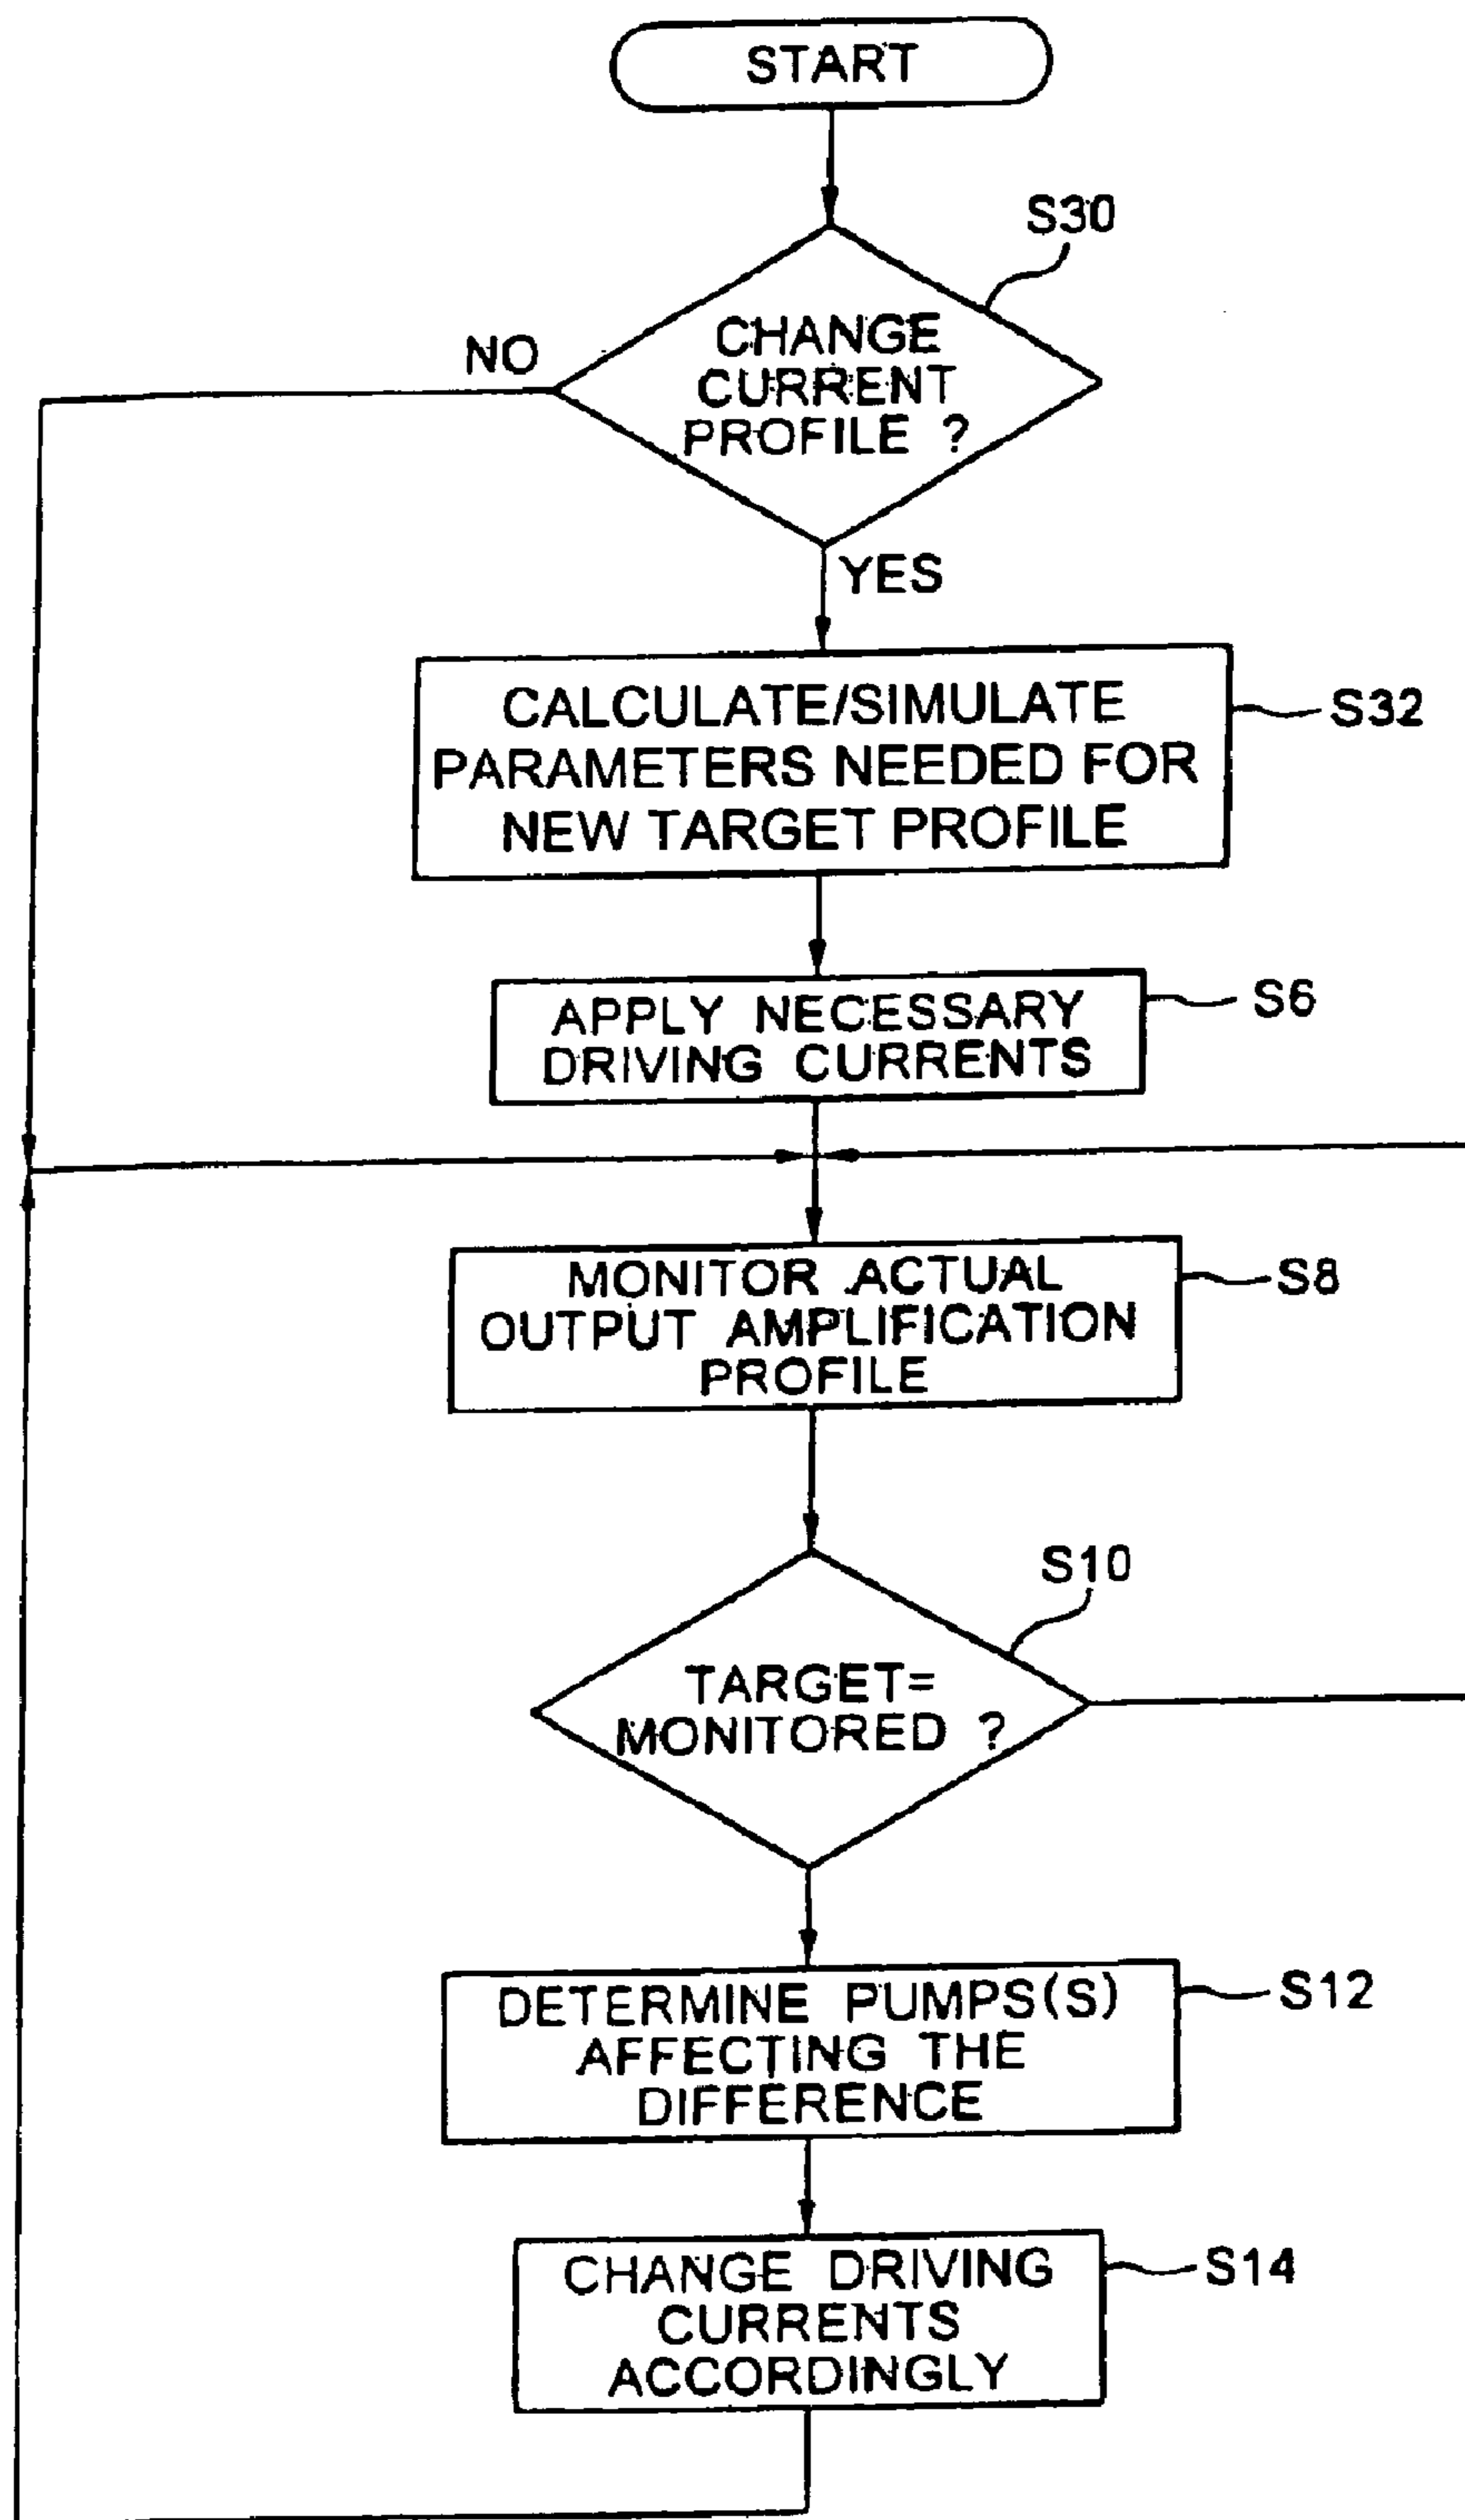 START
S30
CHANGE
CURRENT
PROFILE ?
NO
YES
CALCULATE/SIMULATE
PARAMETERS NEEDED FOR
NEW TARGET PROFILE
S32
APPLY NECESSARY
DRIVING CURRENTS
S6
MONITOR ACTUAL
OUTPUT AMPLIFICATION
PROFILE
S8
S10
TARGET=
MONITORED ?
DETERMINE PUMPS(S)
AFFECTING THE
DIFFERENCE
S12
CHANGE DRIVING
CURRENTS
ACCORDINGLY
S14